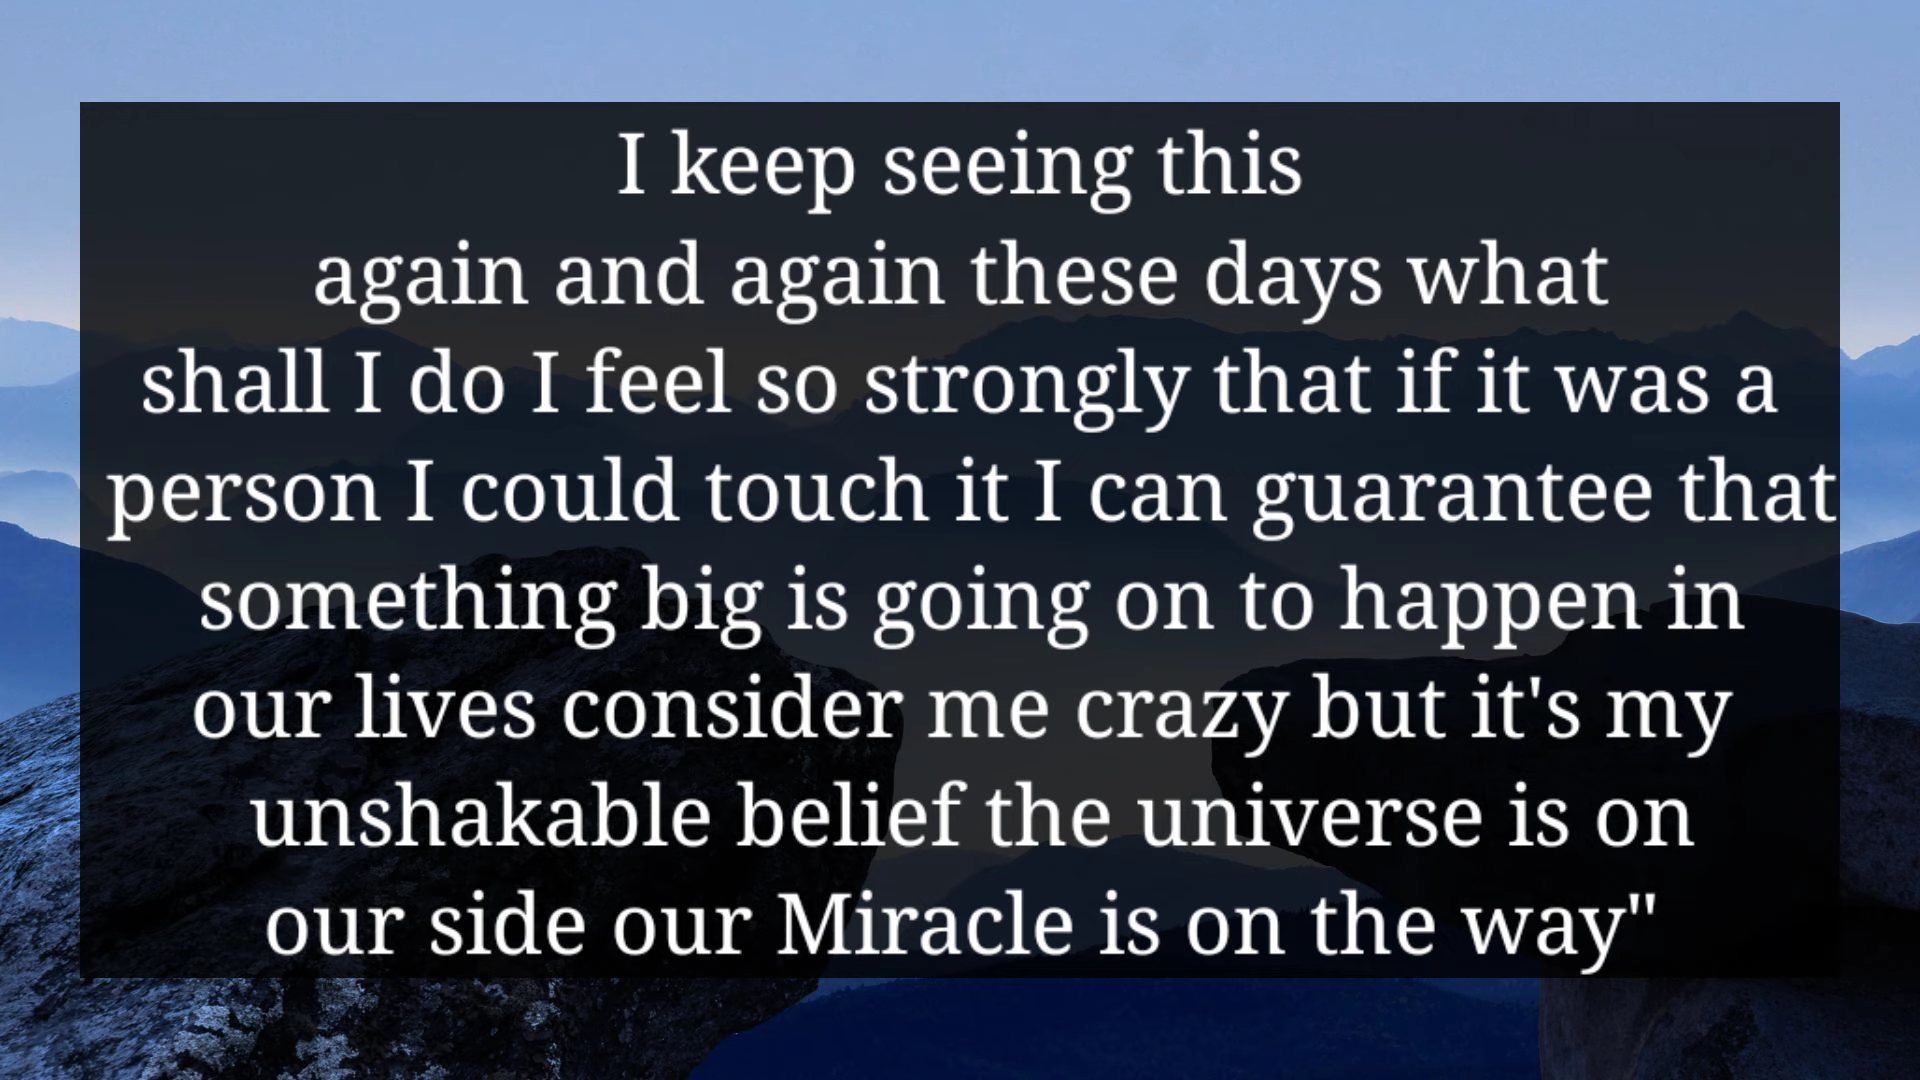 I keep seeing this
again and again these days what
shall I do I feel so strongly that if it was a
person I could touch it I can guarantee that
something big is going on to happen in
our lives consider me crazy but it's my
unshakable belief the universe is on
our side our Miracle is on the way"